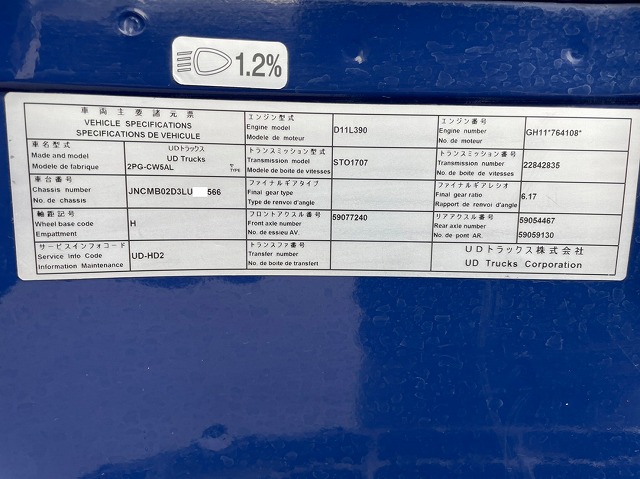 1.2%
車両主要諸元票
VEHICLE SPECIFICATIONS
SPECIFICATIONS DE VEHICULE
エンジン型式
Engine model
Modele de moteur
D11L390
エンジン番号
Engine number
No. de moteur
GH11*764108*
車名型式
Made and model
Modele de fabrique
UDトラックス
UD Trucks
2PG-CW5AL
TYPE
トランスミッション型式
Transmission model
Modele de boite de vitesses
STO1707
トランスミッション番号
Transmission number
No. de boite de vitesses
22842835
車台番号
Chassis number
No. de chassis
JNCMB02D3LU 566
ファイナルギアタイプ
Final gear type
Type de renvoi d'angle
ファイナルギアレシオ
Final gear ratio
Rapport de renvoi d'angle
6.17
軸距記号
Wheel base code
Empattment
H
フロントアクスル番号
Front axle number
No. de essieu AV.
59077240
リアアクスル番号
Rear axle number
No. de pont AR.
59054467
59059130
サービスインフォコード
Service Info Code
Information Maintenance
UD-HD2
トランスファ番号
Transfer number
No. de boite de transfert
UDトラックス株式会社
UD Trucks Corporation